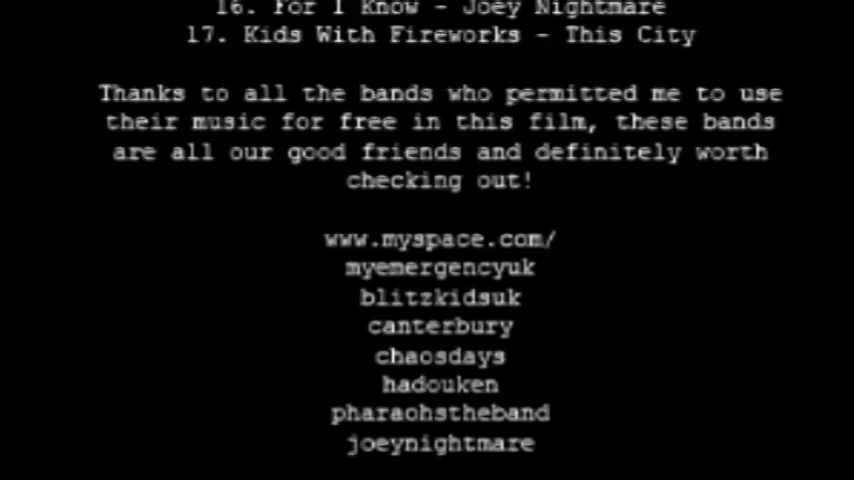 16. For I Know - Joey Nightmare
17. Kids With Fireworks - This City
Thanks to all the bands who permitted me to use
their music for free in this film, these bands
are all our good friends and definitely worth
checking out!
www.myspace.com/
myemergencyuk
blitzkidsuk
canterbury
chaosdays
hadouken
pharaohstheband
joeynightmare